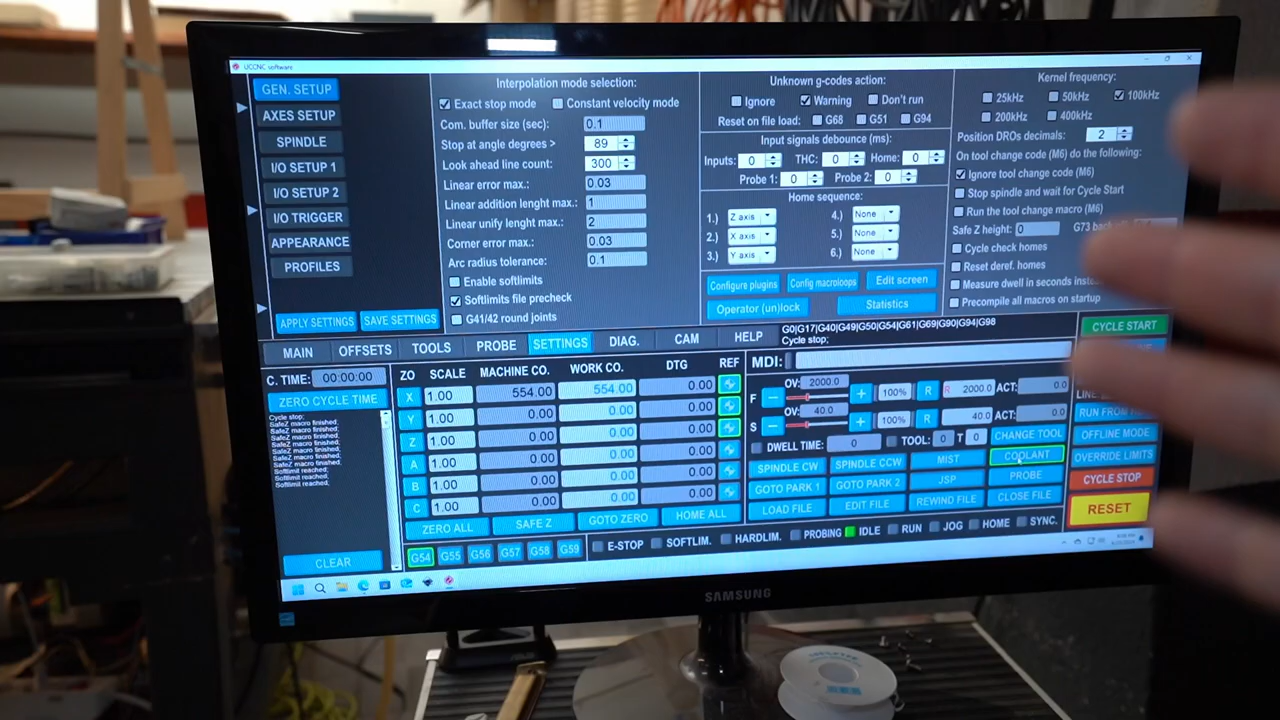 UCCNC software
GEN. SETUP
AXES SETUP
SPINDLE
I/O SETUP 1
I/O SETUP 2
I/O TRIGGER
APPEARANCE
PROFILES
APPLY SETTINGS SAVE SETTINGS
Interpolation mode selection:
Exact stop mode Constant velocity mode
Com. buffer size (sec): 0.1
Stop at angle degrees > 89
Look ahead line count: 300
Linear error max.: 0.03
Linear addition lenght max.: 1
Linear unify lenght max.: 2
Corner error max.: 0.03
Arc radius tolerance: 0.1
Enable softlimits
Softlimits file precheck
G41/42 round joints
Unknown g-codes action:
Ignore Warning Don't run
Reset on file load: G68 G51 G94
Input signals debounce (ms):
Inputs: 0 THC: 0 Home: 0
Probe 1: 0 Probe 2: 0
Home sequence:
1.) Z axis 4.) None
2.) X axis 5.) None
3.) Y axis 6.) None
Configure plugins Config macroloops Edit screen
Operator (un)lock Statistics
Kernel frequency:
25kHz 50kHz 100kHz
200kHz 400kHz
Position DROs decimals: 2
On tool change code (M6) do the following:
Ignore tool change code (M6)
Stop spindle and wait for Cycle Start
Run the tool change macro (M6)
Safe Z height: 0 G73 back
Cycle check homes
Reset deref. homes
Measure dwell in seconds
Precompile all macros on startup
MAIN OFFSETS TOOLS PROBE SETTINGS DIAG. CAM HELP
G0|G17|G40|G49|G50|G54|G61|G69|G90|G94|G98
Cycle stop;
C. TIME: 00:00:00
ZERO CYCLE TIME
Cycle stop;
SafeZ macro finished;
SafeZ macro finished;
SafeZ macro finished;
SafeZ macro finished;
SafeZ macro finished;
SafeZ macro finished;
SafeZ macro finished;
Softlimit reached;
Softlimit reached;
Softlimit reached;
CLEAR
ZO SCALE MACHINE CO. WORK CO. DTG REF
X 1.00 554.00 554.00 0.00
Y 1.00 0.00 0.00 0.00
Z 1.00 0.00 0.00 0.00
A 1.00 0.00 0.00 0.00
B 1.00 0.00 0.00 0.00
C 1.00 0.00 0.00 0.00
ZERO ALL SAFE Z GOTO ZERO HOME ALL
G54 G55 G56 G57 G58 G59
MDI:
OV: 2000.0
F 100% R R 2000.0 ACT: 0.0
OV: 40.0
S 100% R 40.0 ACT: 0.0
DWELL TIME: 0 TOOL: 0 T 0 CHANGE TOOL
SPINDLE CW SPINDLE CCW MIST COOLANT
GOTO PARK 1 GOTO PARK 2 JSP PROBE
LOAD FILE EDIT FILE REWIND FILE CLOSE FILE
E-STOP SOFTLIM. HARDLIM. PROBING IDLE RUN JOG HOME SYNC.
CYCLE START
LINE:
RUN FROM
OFFLINE MODE
OVERRIDE LIMITS
CYCLE STOP
RESET
SAMSUNG